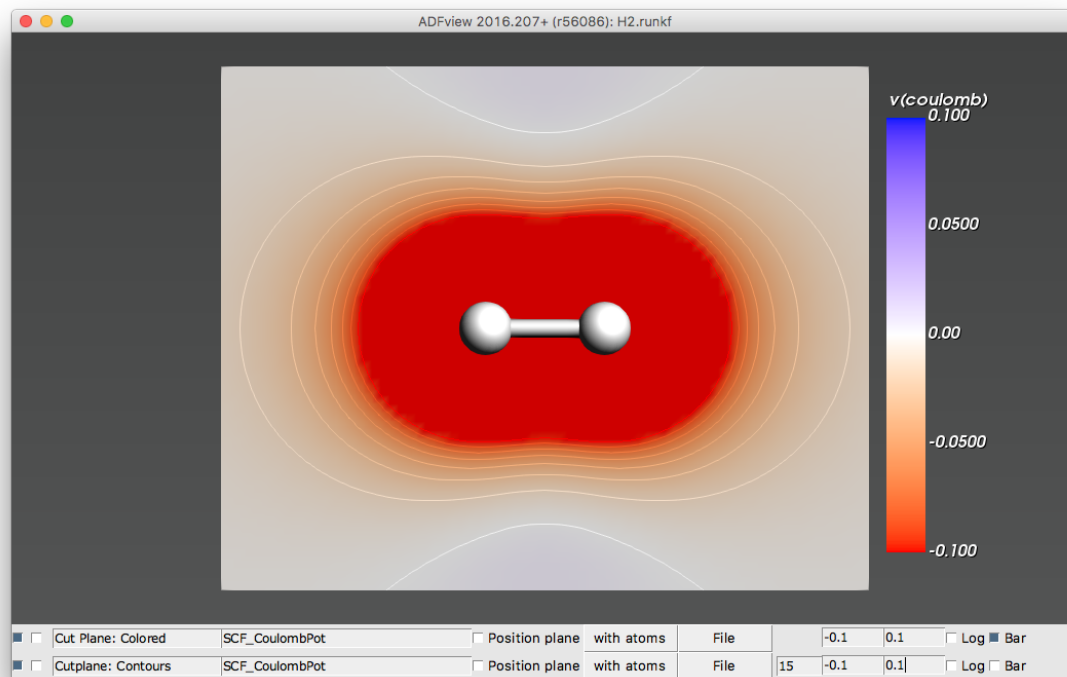 ADFview 2016.207+ (r56086): H2.runkf
v(coulomb)
0.100
0.0500
0.00
-0.0500
-0.100
Cut Plane: Colored SCF_CoulombPot Position plane with atoms File -0.1 0.1 Log Bar
Cutplane: Contours SCF_CoulombPot Position plane with atoms File 15 -0.1 0.1 Log Bar